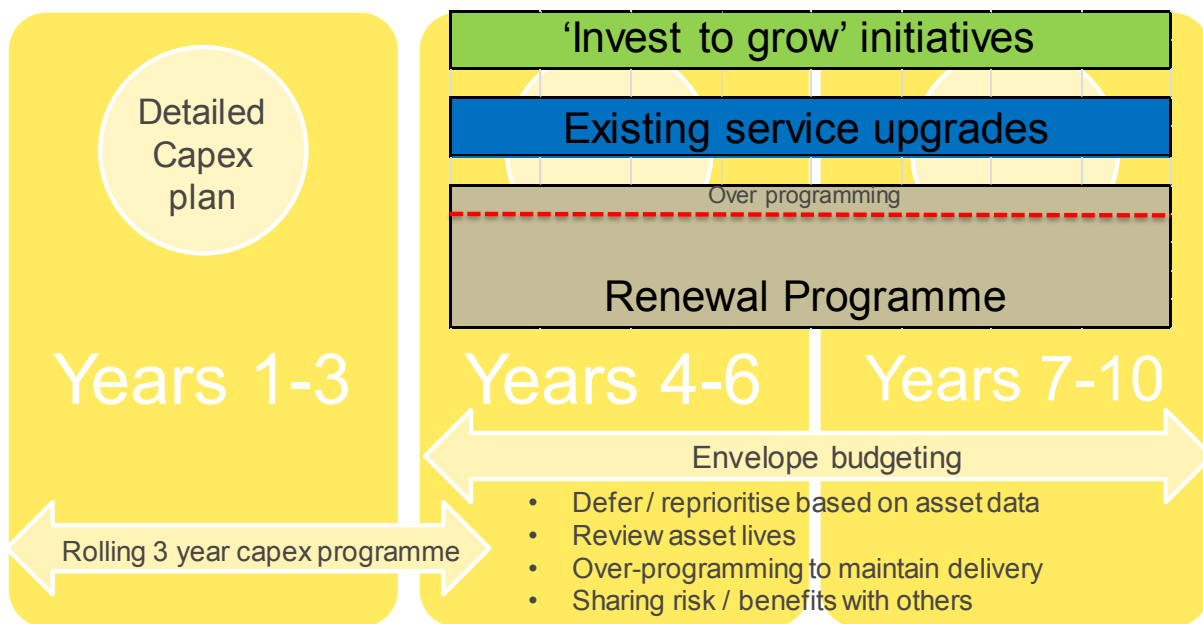 Detailed
Capex
plan
Years 1-3
Rolling 3 year capex programme
‘Invest to grow’ initiatives
Existing service upgrades
Over programming
Renewal Programme
Years 4-6
Years 7-10
Envelope budgeting
• Defer / reprioritise based on asset data
• Review asset lives
• Over-programming to maintain delivery
• Sharing risk / benefits with others